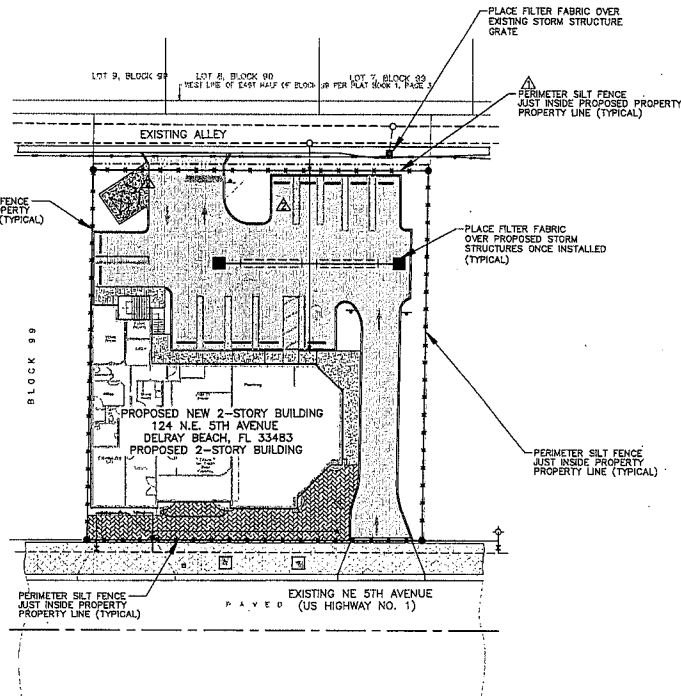 PLACE FILTER FABRIC OVER
EXISTING STORM STRUCTURE
GRATE
LOT 9, BLOCK 99
LOT 8, BLOCK 90
LOT 7, BLOCK 99
WEST LINE OF EAST HALF OF BLOCK 99 PER PLAT BOOK 1, PAGE 3
1
PERIMETER SILT FENCE
JUST INSIDE PROPOSED PROPERTY
PROPERTY LINE (TYPICAL)
EXISTING ALLEY
FENCE
OPERTY
(TYPICAL)
2
PLACE FILTER FABRIC
OVER PROPOSED STORM
STRUCTURES ONCE INSTALLED
(TYPICAL)
BLOCK 99
PROPOSED NEW 2-STORY BUILDING
124 N.E. 5TH AVENUE
DELRAY BEACH, FL 33483
PROPOSED 2-STORY BUILDING
PERIMETER SILT FENCE
JUST INSIDE PROPERTY
PROPERTY LINE (TYPICAL)
PERIMETER SILT FENCE
JUST INSIDE PROPERTY
PROPERTY LINE (TYPICAL)
PAVED
EXISTING NE 5TH AVENUE
(US HIGHWAY NO. 1)